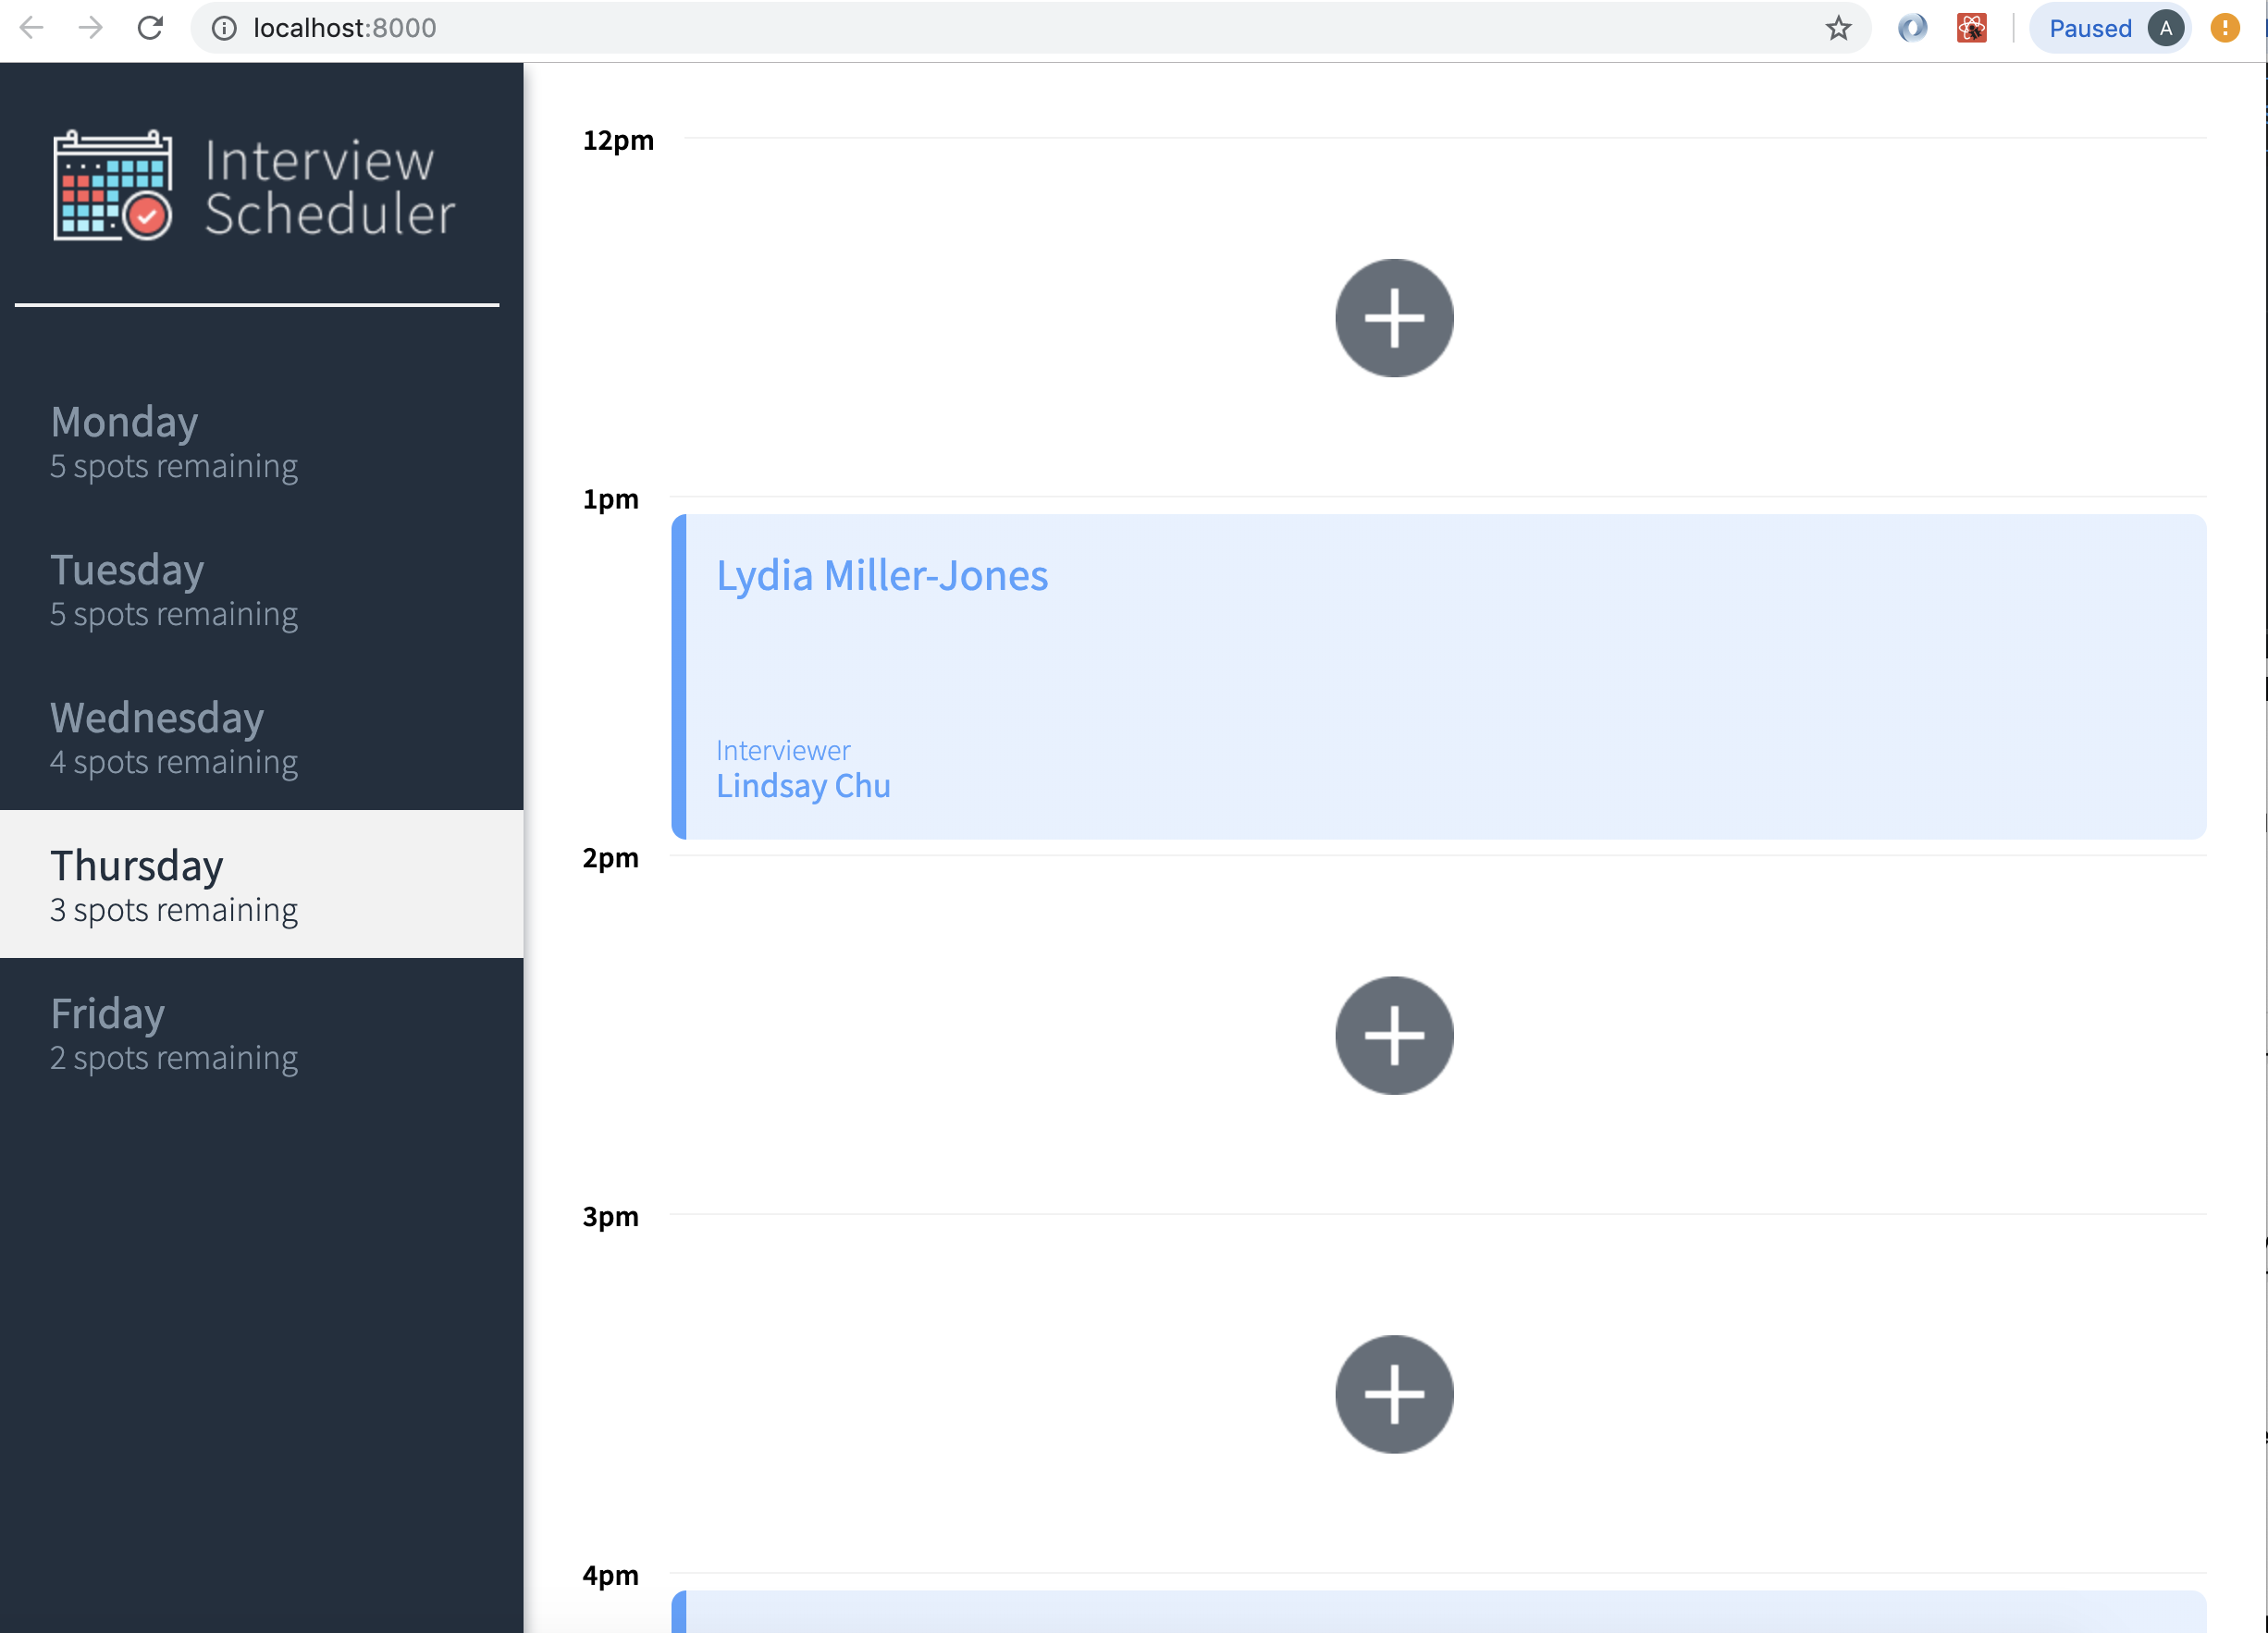 localhost:8000
Paused
A
Interview
Scheduler
Monday
5 spots remaining
Tuesday
5 spots remaining
Wednesday
4 spots remaining
Thursday
3 spots remaining
Friday
2 spots remaining
12pm
1pm
Lydia Miller-Jones
Interviewer
Lindsay Chu
2pm
3pm
4pm